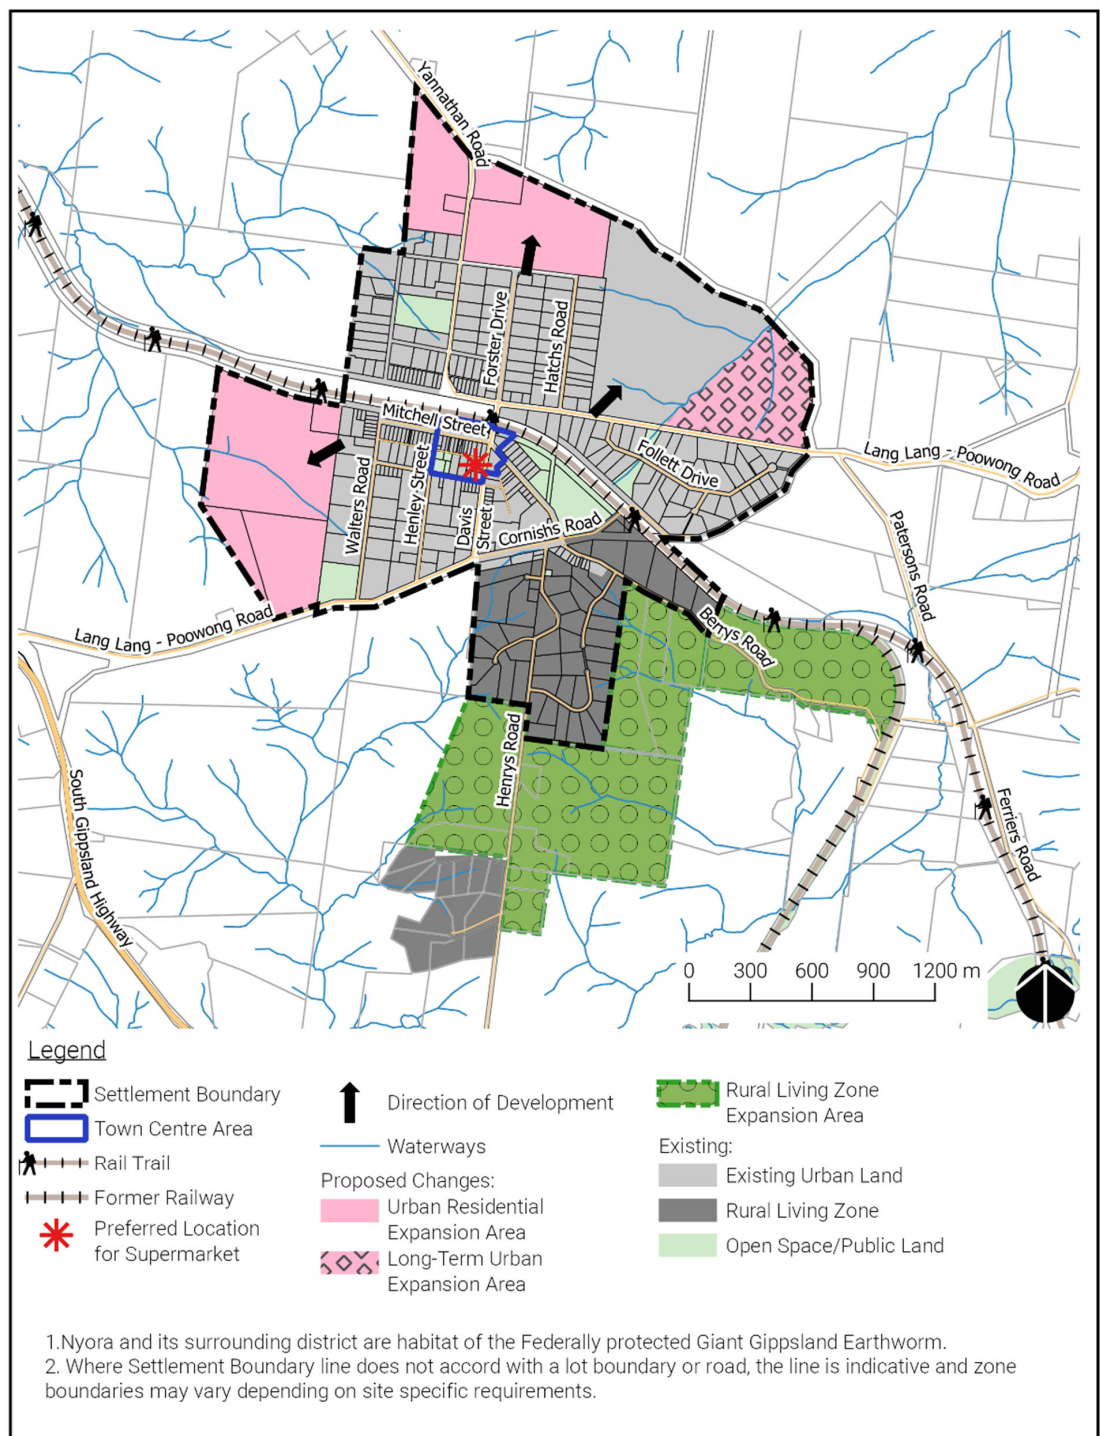 Yannathan Road
Forster Drive
Hatchs Road
Mitchell Street
Follett Drive
Lang Lang - Poowong Road
Walters Road
Henley Street
Davis
Street
Cornishs Road
Patersons Road
Lang Lang - Poowong Road
Berrys Road
Henrys Road
South Gippsland Highway
Ferriers Road
0 300 600 900 1200 m
Legend
Settlement Boundary
Town Centre Area
Rail Trail
Former Railway
Preferred Location
for Supermarket
Direction of Development
Waterways
Proposed Changes:
Urban Residential
Expansion Area
Long-Term Urban
Expansion Area
Rural Living Zone
Expansion Area
Existing:
Existing Urban Land
Rural Living Zone
Open Space/Public Land
1.Nyora and its surrounding district are habitat of the Federally protected Giant Gippsland Earthworm.
2. Where Settlement Boundary line does not accord with a lot boundary or road, the line is indicative and zone
boundaries may vary depending on site specific requirements.